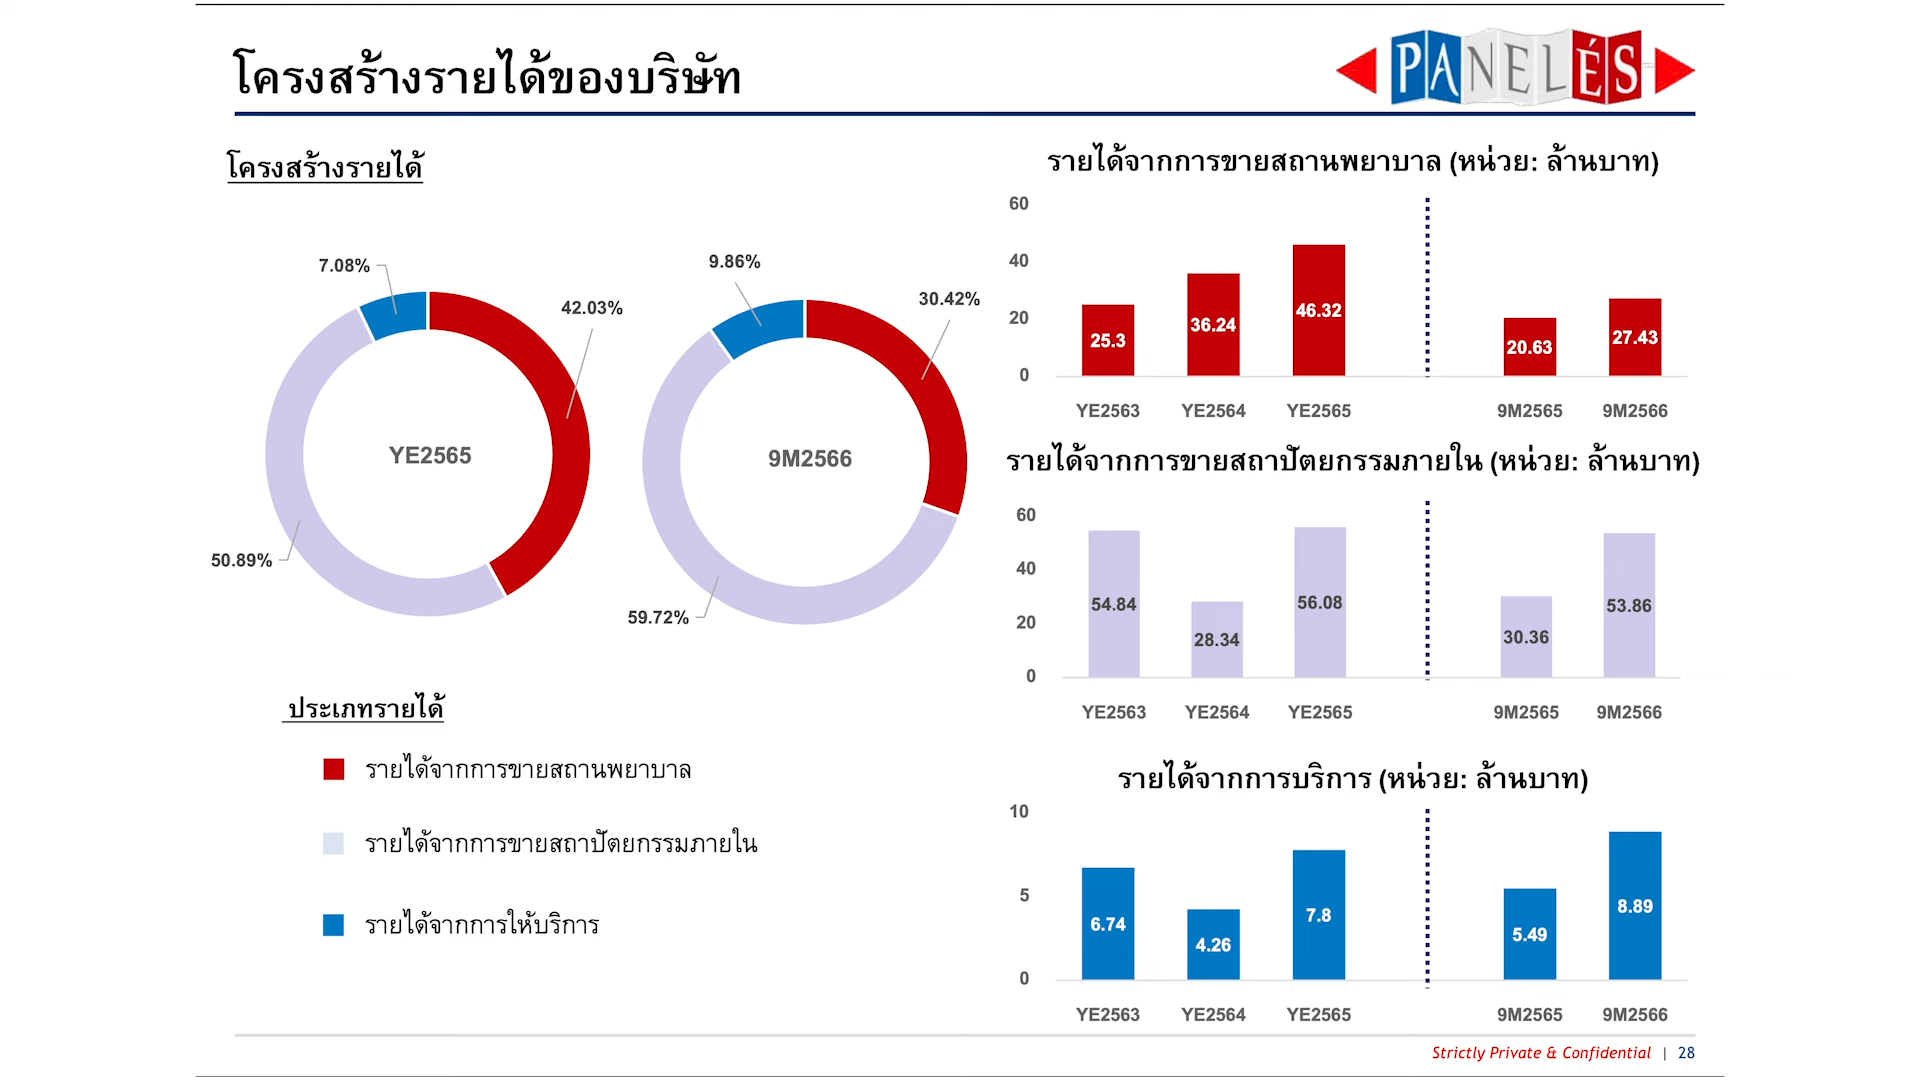 โครงสร้างรายได้ของบริษัท
PANELÉS
โครงสร้างรายได้
7.08%
42.03%
50.89%
YE2565
9.86%
30.42%
59.72%
9M2566
ประเภทรายได้
รายได้จากการขายสถานพยาบาล
รายได้จากการขายสถาปัตยกรรมภายใน
รายได้จากการให้บริการ
รายได้จากการขายสถานพยาบาล (หน่วย: ล้านบาท)
60
40
20
0
25.3
36.24
46.32
20.63
27.43
YE2563 YE2564 YE2565 9M2565 9M2566
รายได้จากการขายสถาปัตยกรรมภายใน (หน่วย: ล้านบาท)
60
40
20
0
54.84
28.34
56.08
30.36
53.86
YE2563 YE2564 YE2565 9M2565 9M2566
รายได้จากการบริการ (หน่วย: ล้านบาท)
10
5
0
6.74
4.26
7.8
5.49
8.89
YE2563 YE2564 YE2565 9M2565 9M2566
Strictly Private & Confidential | 28